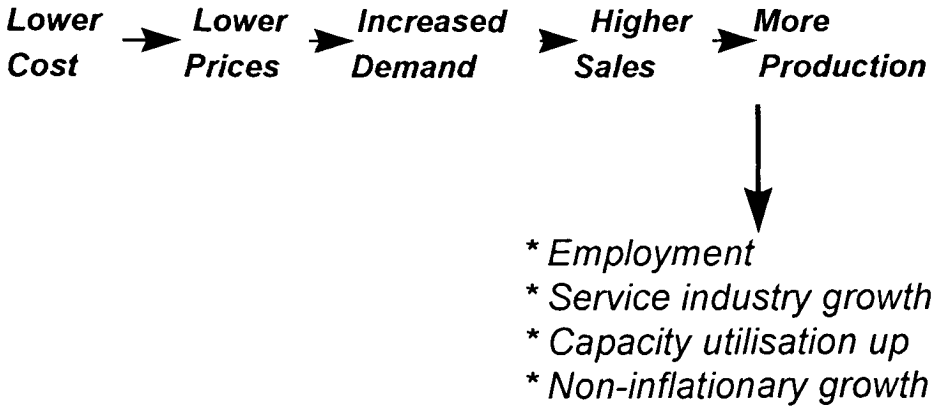 Lower Lower Increased Higher More
Cost Prices Demand Sales Production
* Employment
* Service industry growth
* Capacity utilisation up
* Non-inflationary growth